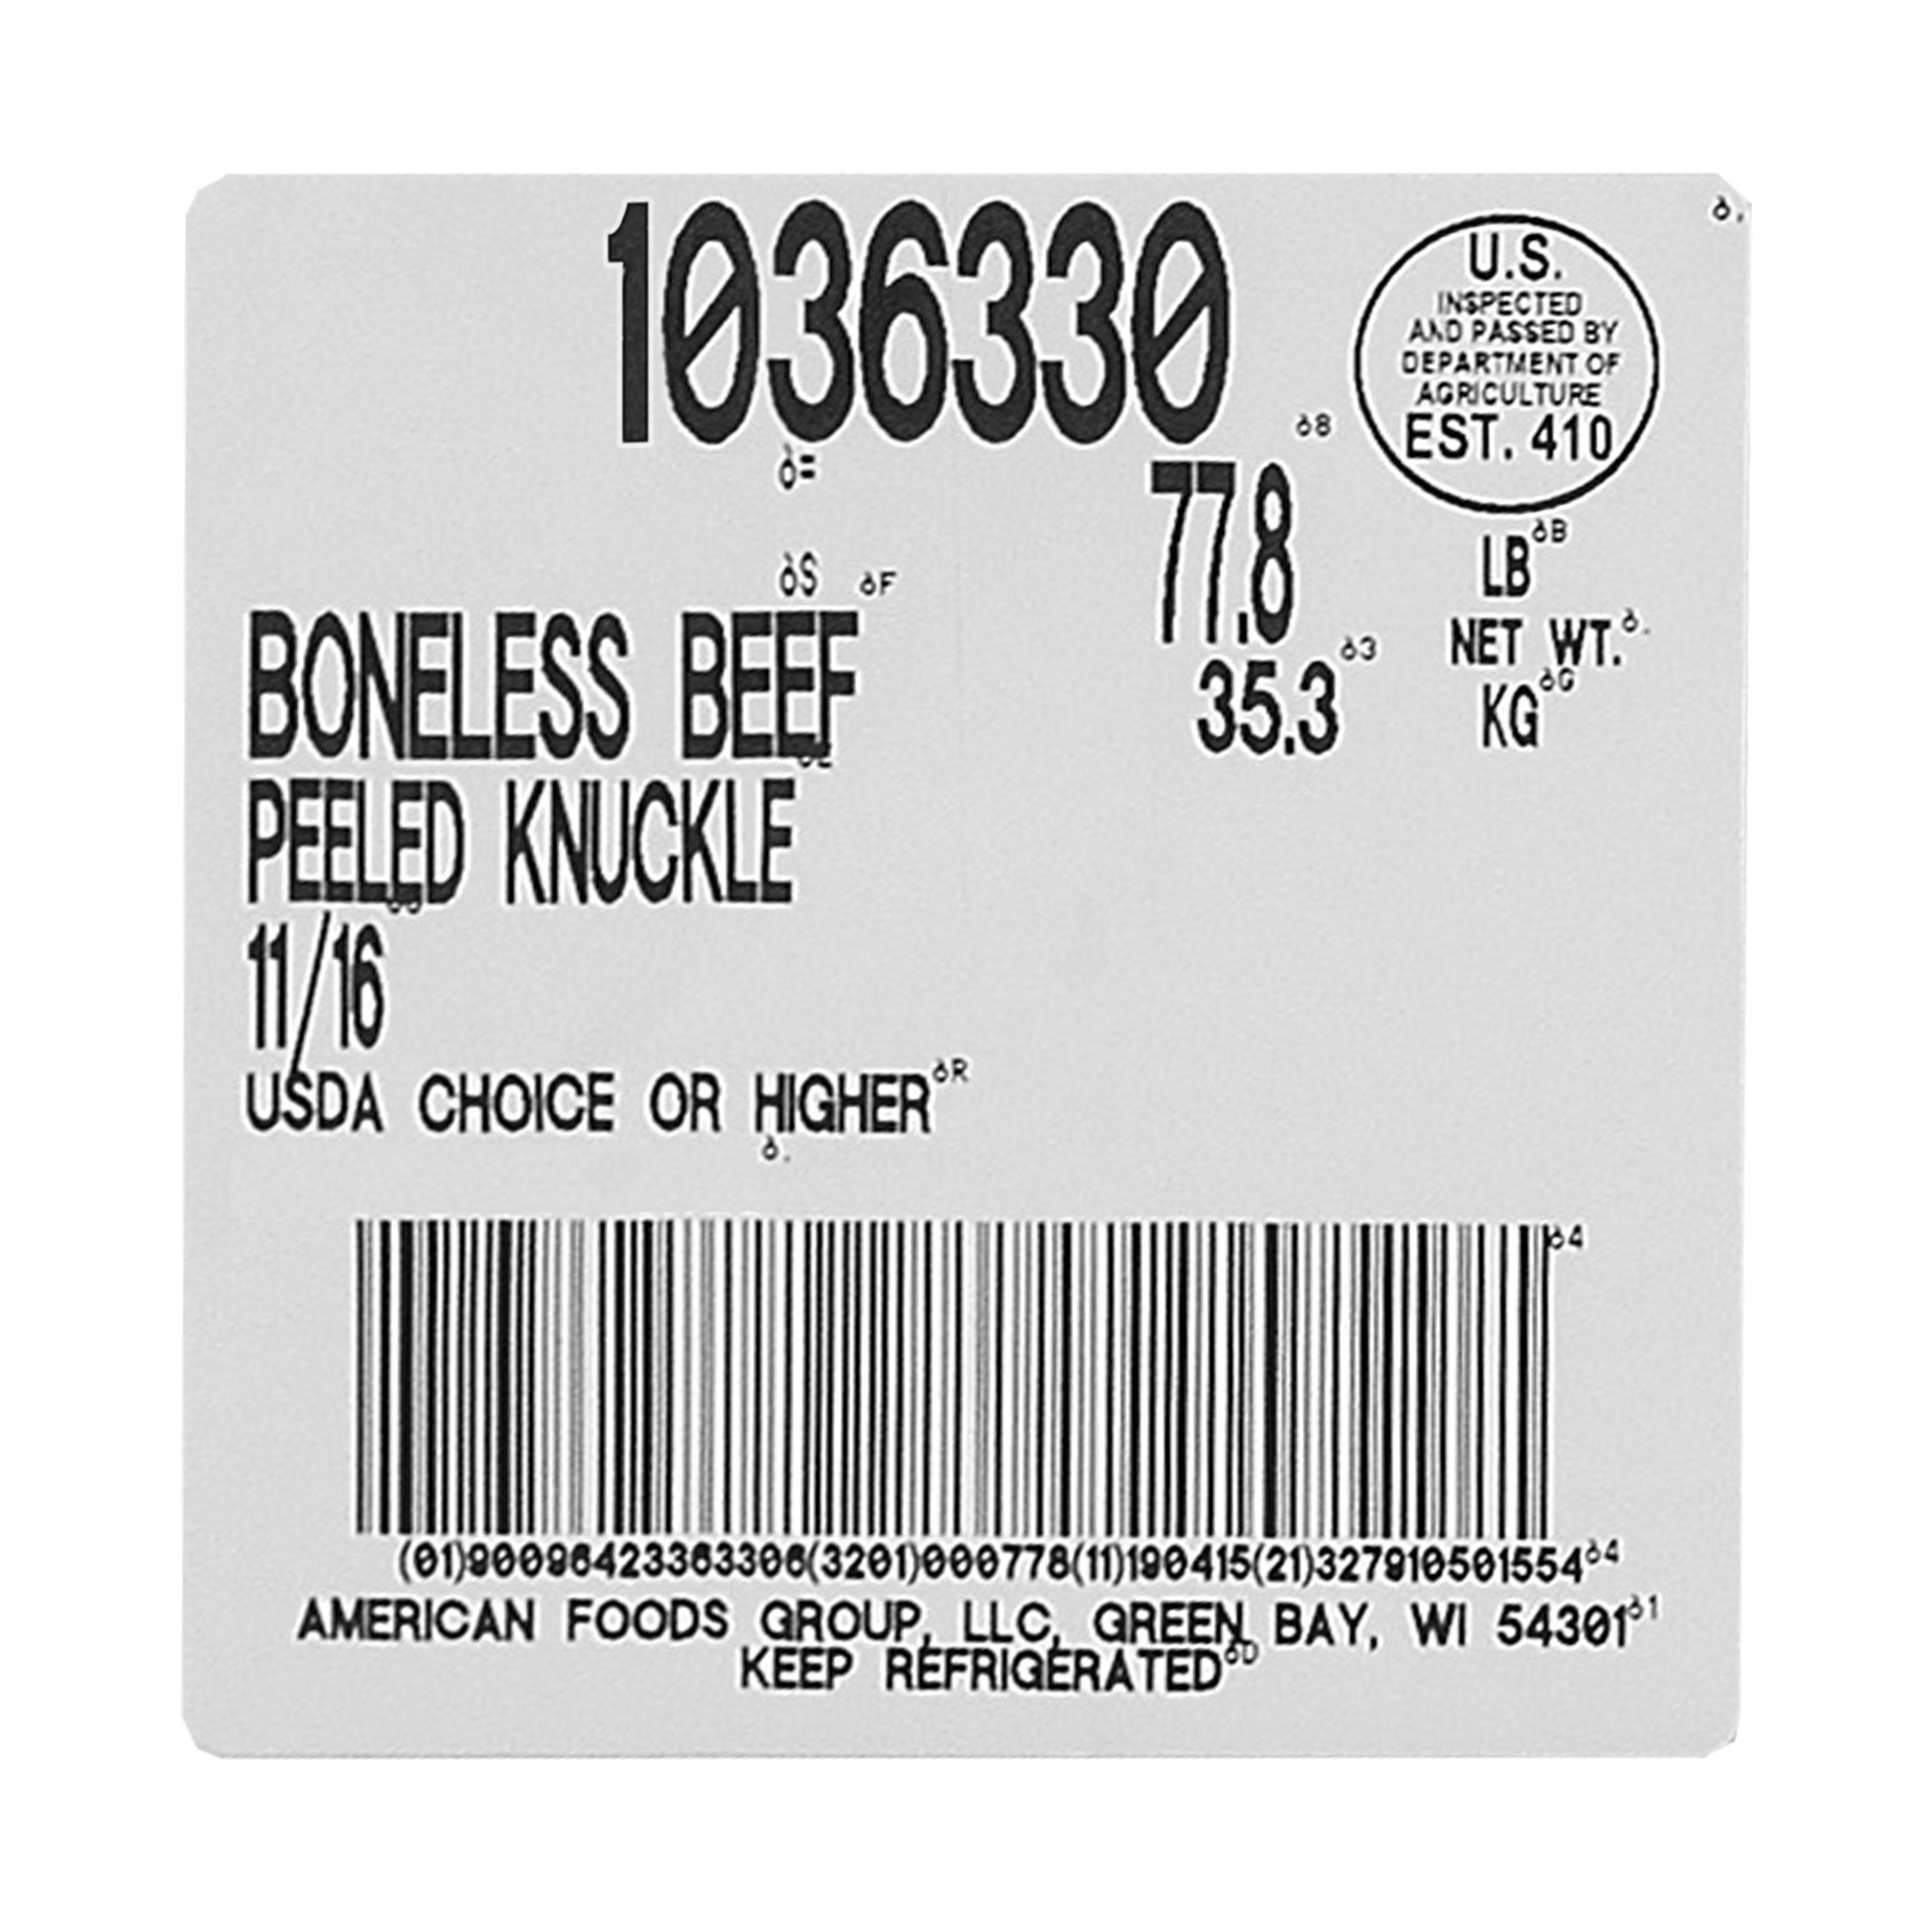 1036330
U.S.
INSPECTED
AND PASSED BY
DEPARTMENT OF
AGRICULTURE
EST. 410
77.8 LB
NET WT.
35.3 KG
BONELESS BEEF
PEELED KNUCKLE
11/16
USDA CHOICE OR HIGHER
(01)90096423363306(3201)000778(11)190415(21)327910501554
AMERICAN FOODS GROUP, LLC, GREEN BAY, WI 54301
KEEP REFRIGERATED